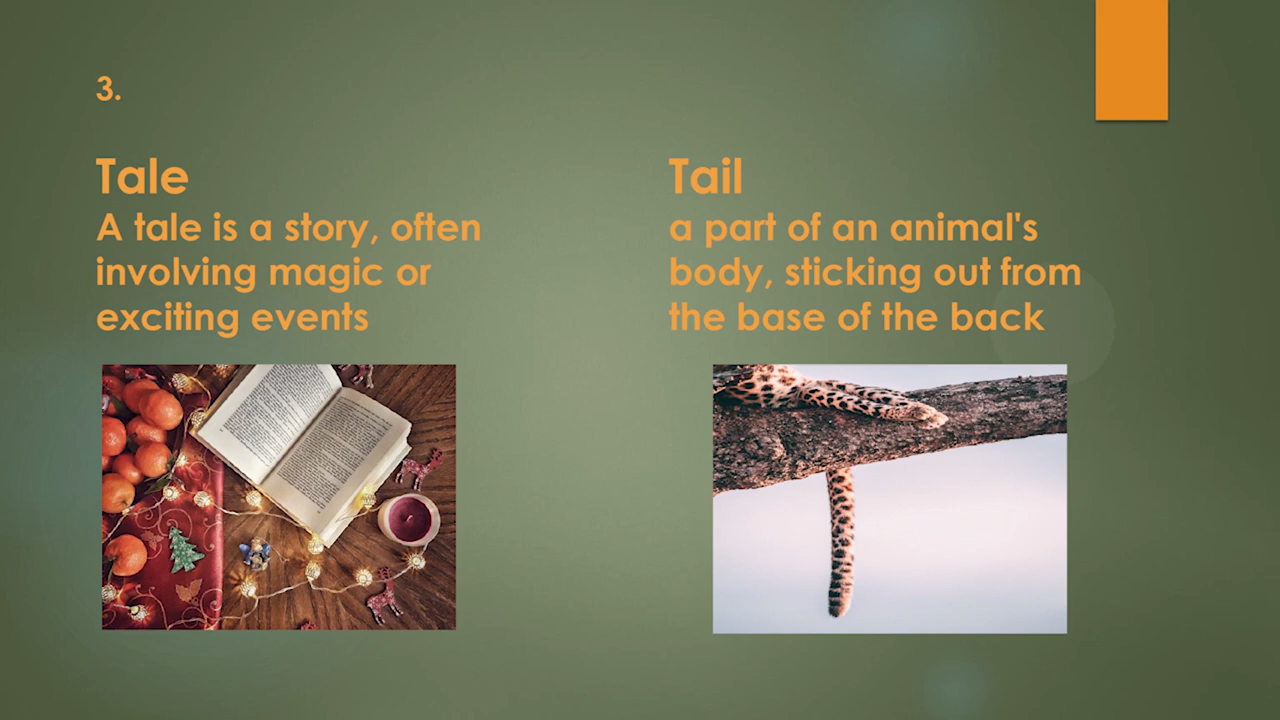 3.
Tale
A tale is a story, often
involving magic or
exciting events
Tail
a part of an animal's
body, sticking out from
the base of the back